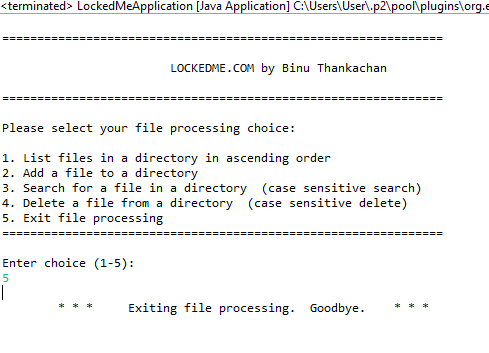 <terminated> LockedMeApplication [Java Application] C:\Users\User\.p2\pool\plugins\org.e
===============================================================
LOCKEDME.COM by Binu Thankachan
===============================================================
Please select your file processing choice:
1. List files in a directory in ascending order
2. Add a file to a directory
3. Search for a file in a directory  (case sensitive search)
4. Delete a file from a directory  (case sensitive delete)
5. Exit file processing
===============================================================
Enter choice (1-5):
5
* * *     Exiting file processing.  Goodbye.    * * *